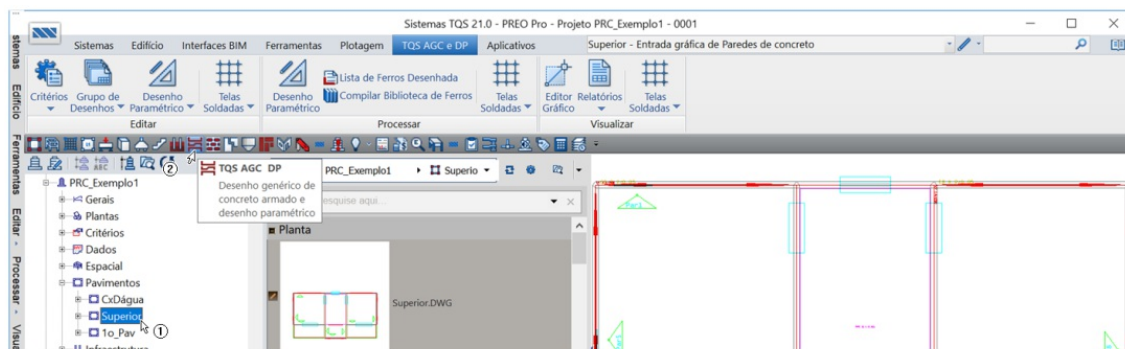 Sistemas TQS 21.0 - PREO Pro - Projeto PRC_Exemplo1 - 0001
Sistemas Edifício Interfaces BIM Ferramentas Plotagem TQS AGC e DP Aplicativos Superior - Entrada gráfica de Paredes de concreto
Critérios
Grupo de Desenhos
Desenho Paramétrico
Telas Soldadas
Editar
Desenho Paramétrico
Lista de Ferros Desenhada
Compilar Biblioteca de Ferros
Telas Soldadas
Processar
Editor Gráfico
Relatórios
Telas Soldadas
Visualizar
stemas
Edifício
Ferramentas
Editar
Processar
Visua
②
TQS AGC DP
Desenho genérico de
concreto armado e
desenho paramétrico
PRC_Exemplo1 Superio
esquise aqui...
PRC_Exemplo1
Gerais
Plantas
Critérios
Dados
Espacial
Pavimentos
CxDágua
Superior
①
1o_Pav
Planta
Superior.DWG